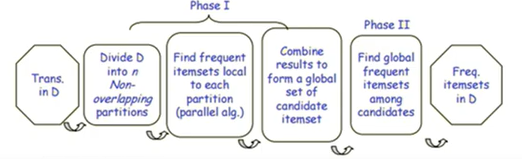 Phase I
Phase II
Trans.
in D
Divide D
into n
Non-
overlapping
partitions
Find frequent
itemsets local
to each
partition
(parallel alg.)
Combine
results to
form a global
set of
candidate
itemset
Find global
frequent
itemsets
among
candidates
Freq.
itemsets
in D